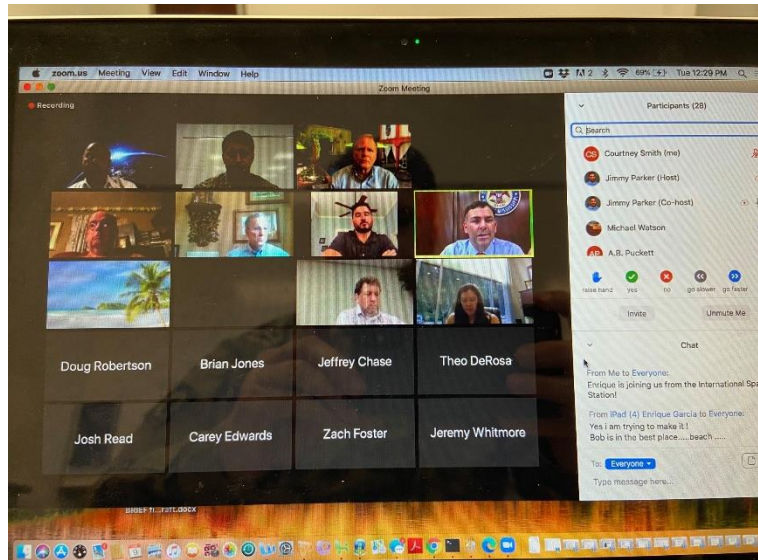 zoom.us Meeting View Edit Window Help
2 69% Tue 12:29 PM
Zoom Meeting
Recording
Participants (28)
Search
CS Courtney Smith (me)
Jimmy Parker (Host)
Jimmy Parker (Co-host)
Michael Watson
AP A.B. Puckett
raise hand yes no go slower go faster
Invite Unmute Me
Chat
From Me to Everyone:
Enrique is joining us from the International
Station!
From iPad (4) Enrique Garcia to Everyone:
Yes i am trying to make it !
Bob is in the best place.....beach .....
To: Everyone
Type message here...
Doug Robertson
Brian Jones
Jeffrey Chase
Theo DeRosa
Josh Read
Carey Edwards
Zach Foster
Jeremy Whitmore